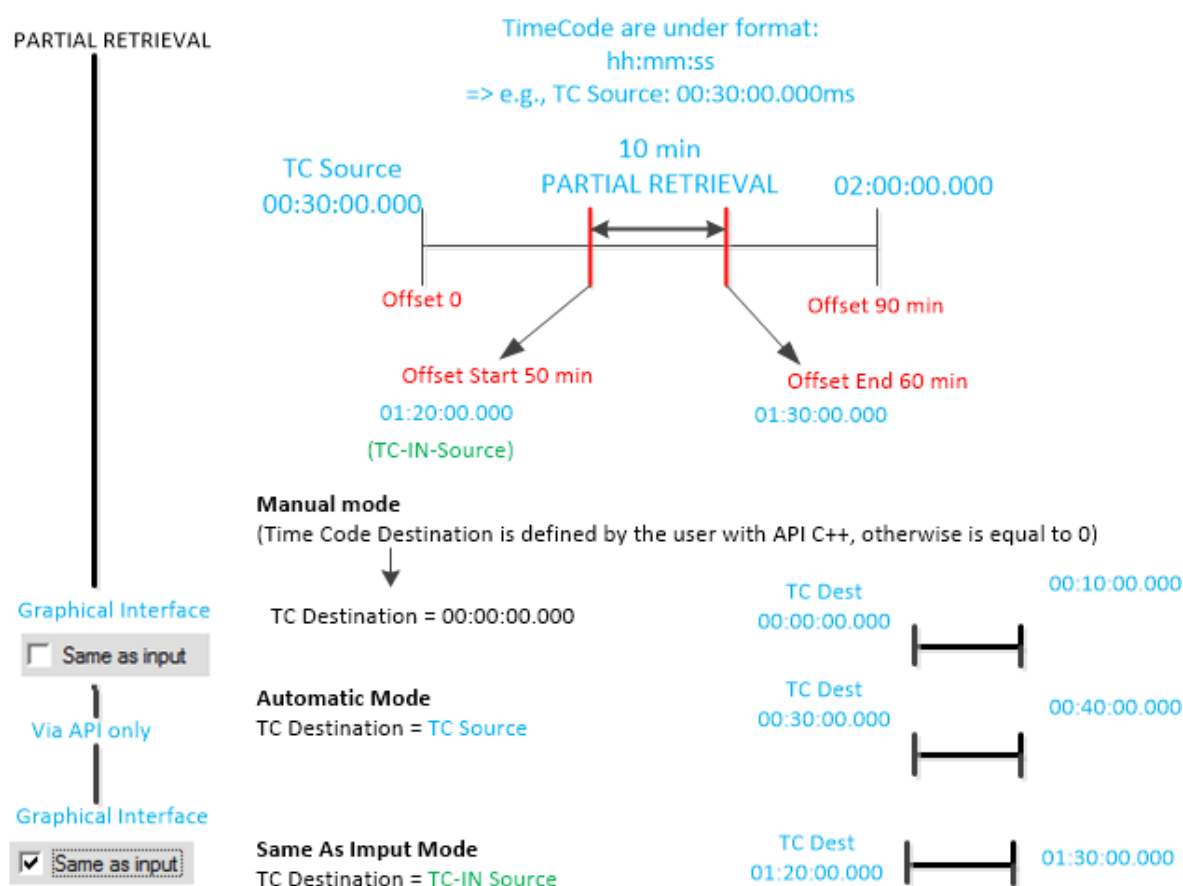 PARTIAL RETRIEVAL
TimeCode are under format:
hh:mm:ss
=> e.g., TC Source: 00:30:00.000ms
TC Source
00:30:00.000
10 min
PARTIAL RETRIEVAL
02:00:00.000
Offset 0
Offset 90 min
Offset Start 50 min
Offset End 60 min
01:20:00.000
01:30:00.000
(TC-IN-Source)
Manual mode
(Time Code Destination is defined by the user with API C++, otherwise is equal to 0)
Graphical Interface
Same as input
TC Destination = 00:00:00.000
TC Dest
00:00:00.000
00:10:00.000
Via API only
Automatic Mode
TC Destination = TC Source
TC Dest
00:30:00.000
00:40:00.000
Graphical Interface
Same as input
Same As Imput Mode
TC Destination = TC-IN Source
TC Dest
01:20:00.000
01:30:00.000